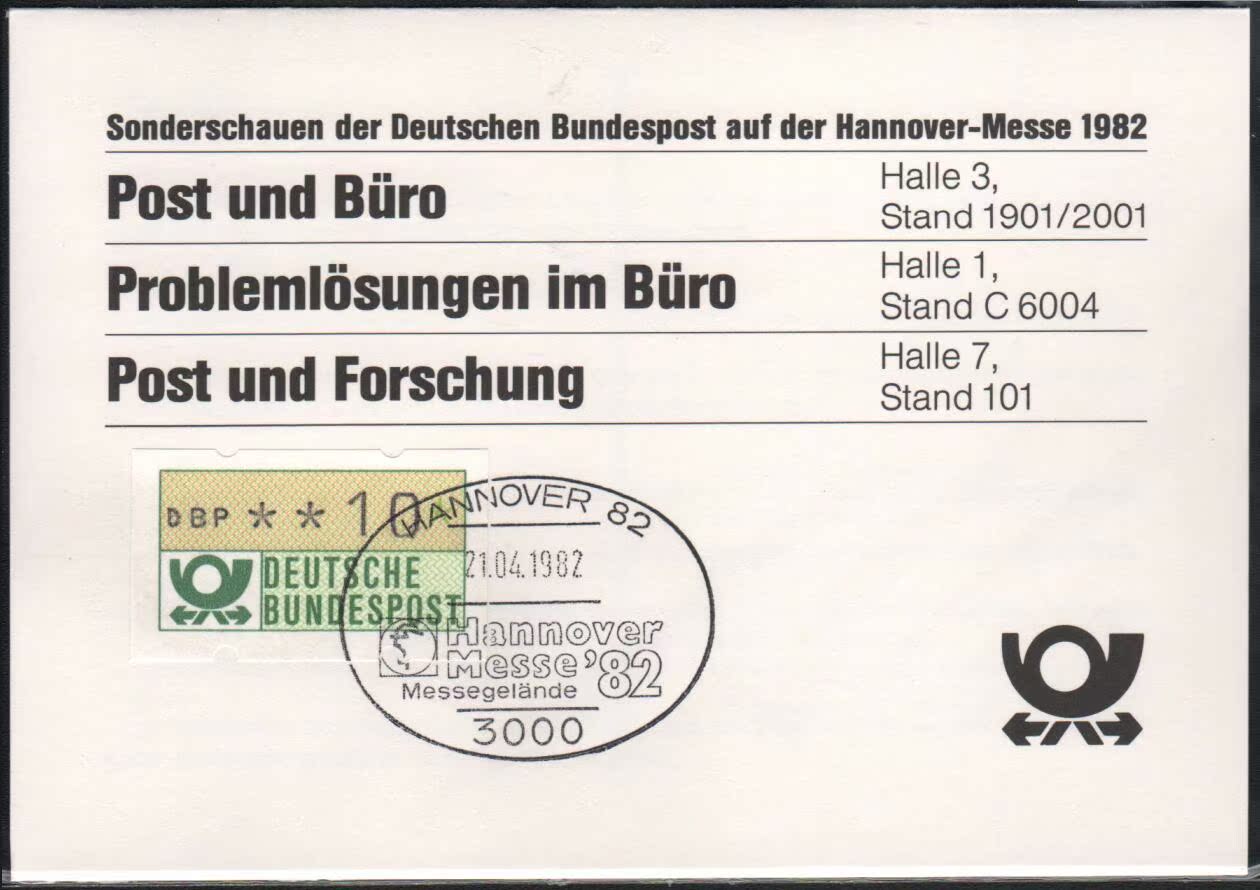 Sonderschauen der Deutschen Bundespost auf der Hannover-Messe 1982
Post und Büro
Halle 3,
Stand 1901/2001
Problemlösungen im Büro
Halle 1,
Stand C 6004
Post und Forschung
Halle 7,
Stand 101
DBP **10
DEUTSCHE
BUNDESPOST
HANNOVER 82
21.04.1982
Hannover
Messe '82
Messegelände
3000